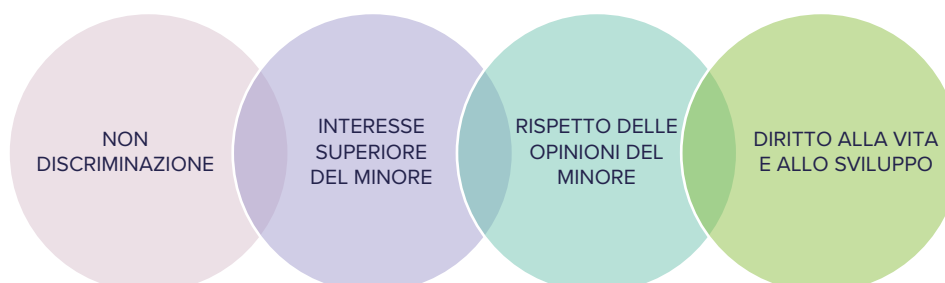 NON
DISCRIMINAZIONE
INTERESSE
SUPERIORE
DEL MINORE
RISPETTO DELLE
OPINIONI DEL
MINORE
DIRITTO ALLA VITA
E ALLO SVILUPPO